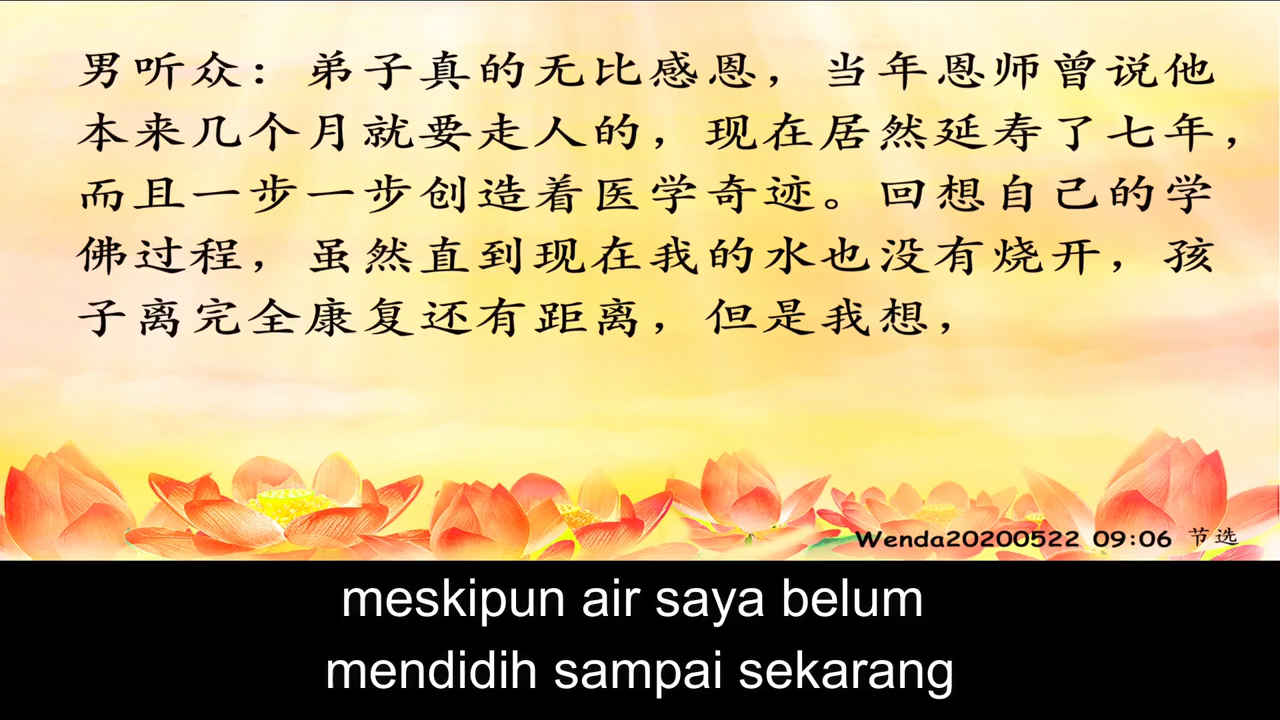 男听众：弟子真的无比感恩，当年恩师曾说他
本来几个月就要走人的，现在居然延寿了七年，
而且一步一步创造着医学奇迹。回想自己的学
佛过程，虽然直到现在我的水也没有烧开，孩
子离完全康复还有距离，但是我想，
Wenda20200522 09:06 节选
meskipun air saya belum
mendidih sampai sekarang